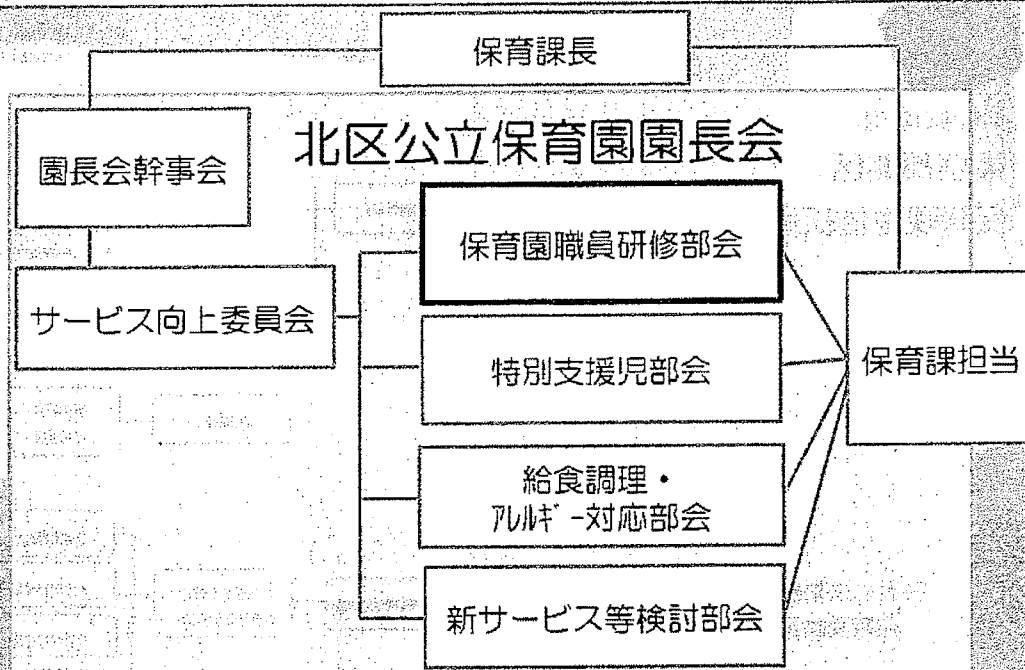 保育課長
北区公立保育園園長会
園長会幹事会
保育園職員研修部会
サービス向上委員会
特別支援児部会
保育課担当
給食調理・
ｱﾚﾙｷﾞｰ対応部会
新サービス等検討部会